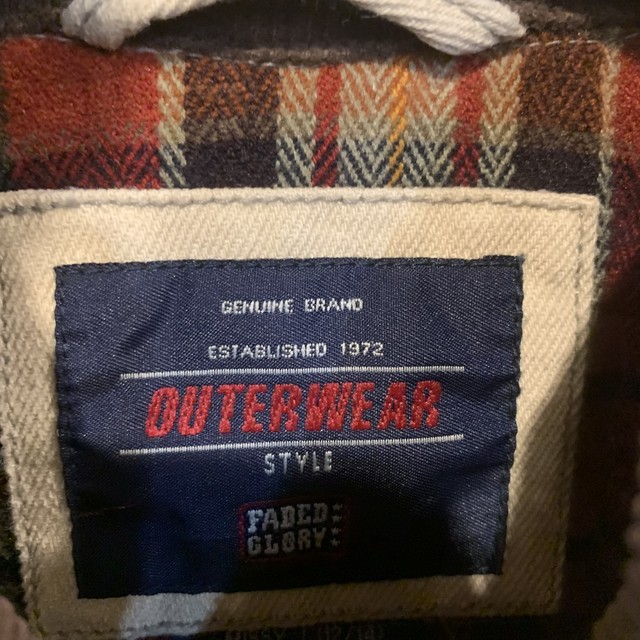 GENUINE BRAND
ESTABLISHED 1972
OUTERWEAR
STYLE
FADED
GLORY